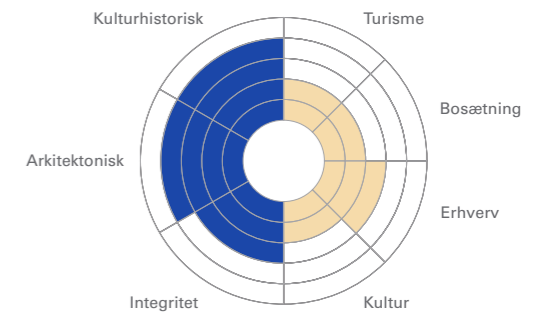 Kulturhistorisk
Turisme
Bosætning
Arkitektonisk
Erhverv
Integritet
Kultur